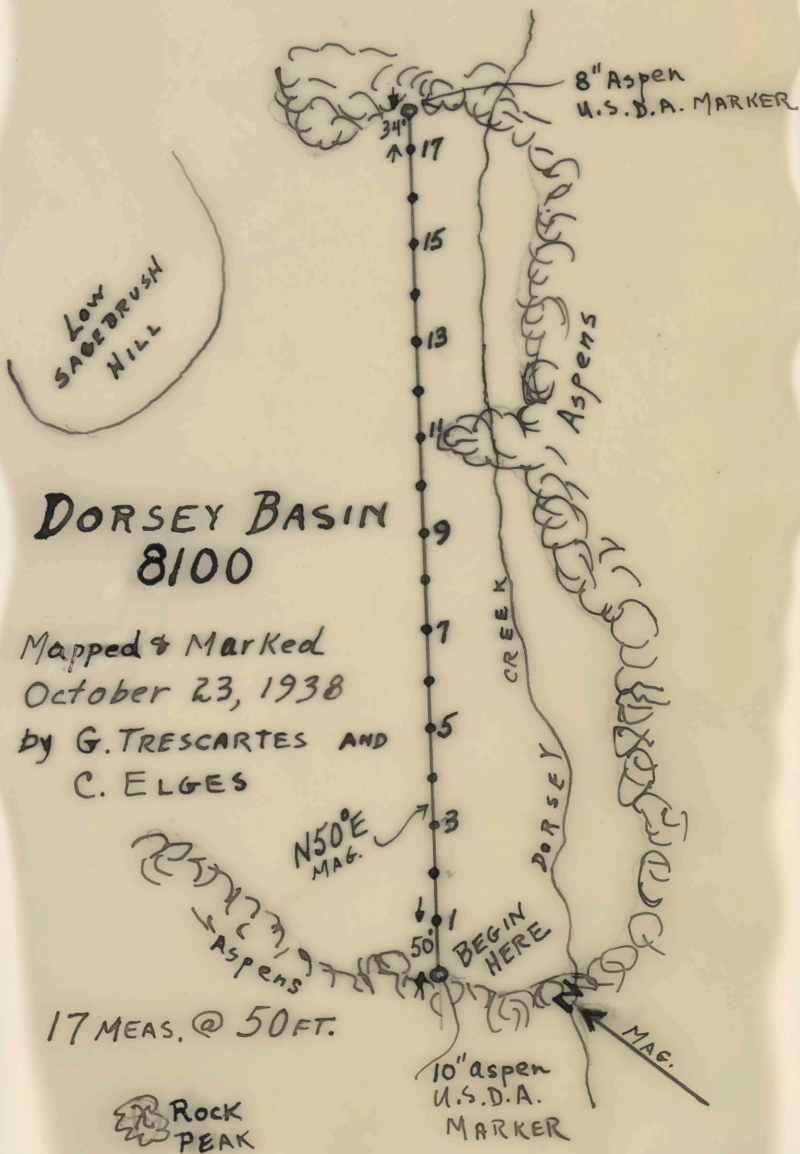 8" Aspen
U.S.D.A. MARKER
34'
17
15
LOW
SAGEBRUSH
HILL
13
Aspens
11
DORSEY BASIN
8100
9
CREEK
7
Mapped & Marked
October 23, 1938
by G. TRESCARTES AND
C. ELGES
5
DORSEY
N50°E
MAG.
3
1
50'
BEGIN
HERE
Aspens
17 MEAS. @ 50 FT.
MAG.
10" aspen
U.S.D.A.
MARKER
ROCK
PEAK